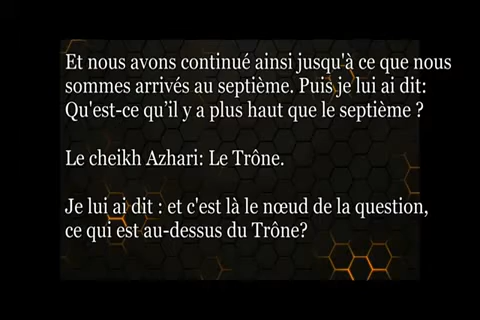 Et nous avons continué ainsi jusqu'à ce que nous
sommes arrivés au septième. Puis je lui ai dit:
Qu'est-ce qu’il y a plus haut que le septième ?
Le cheikh Azhari: Le Trône.
Je lui ai dit : et c'est là le nœud de la question,
ce qui est au-dessus du Trône?